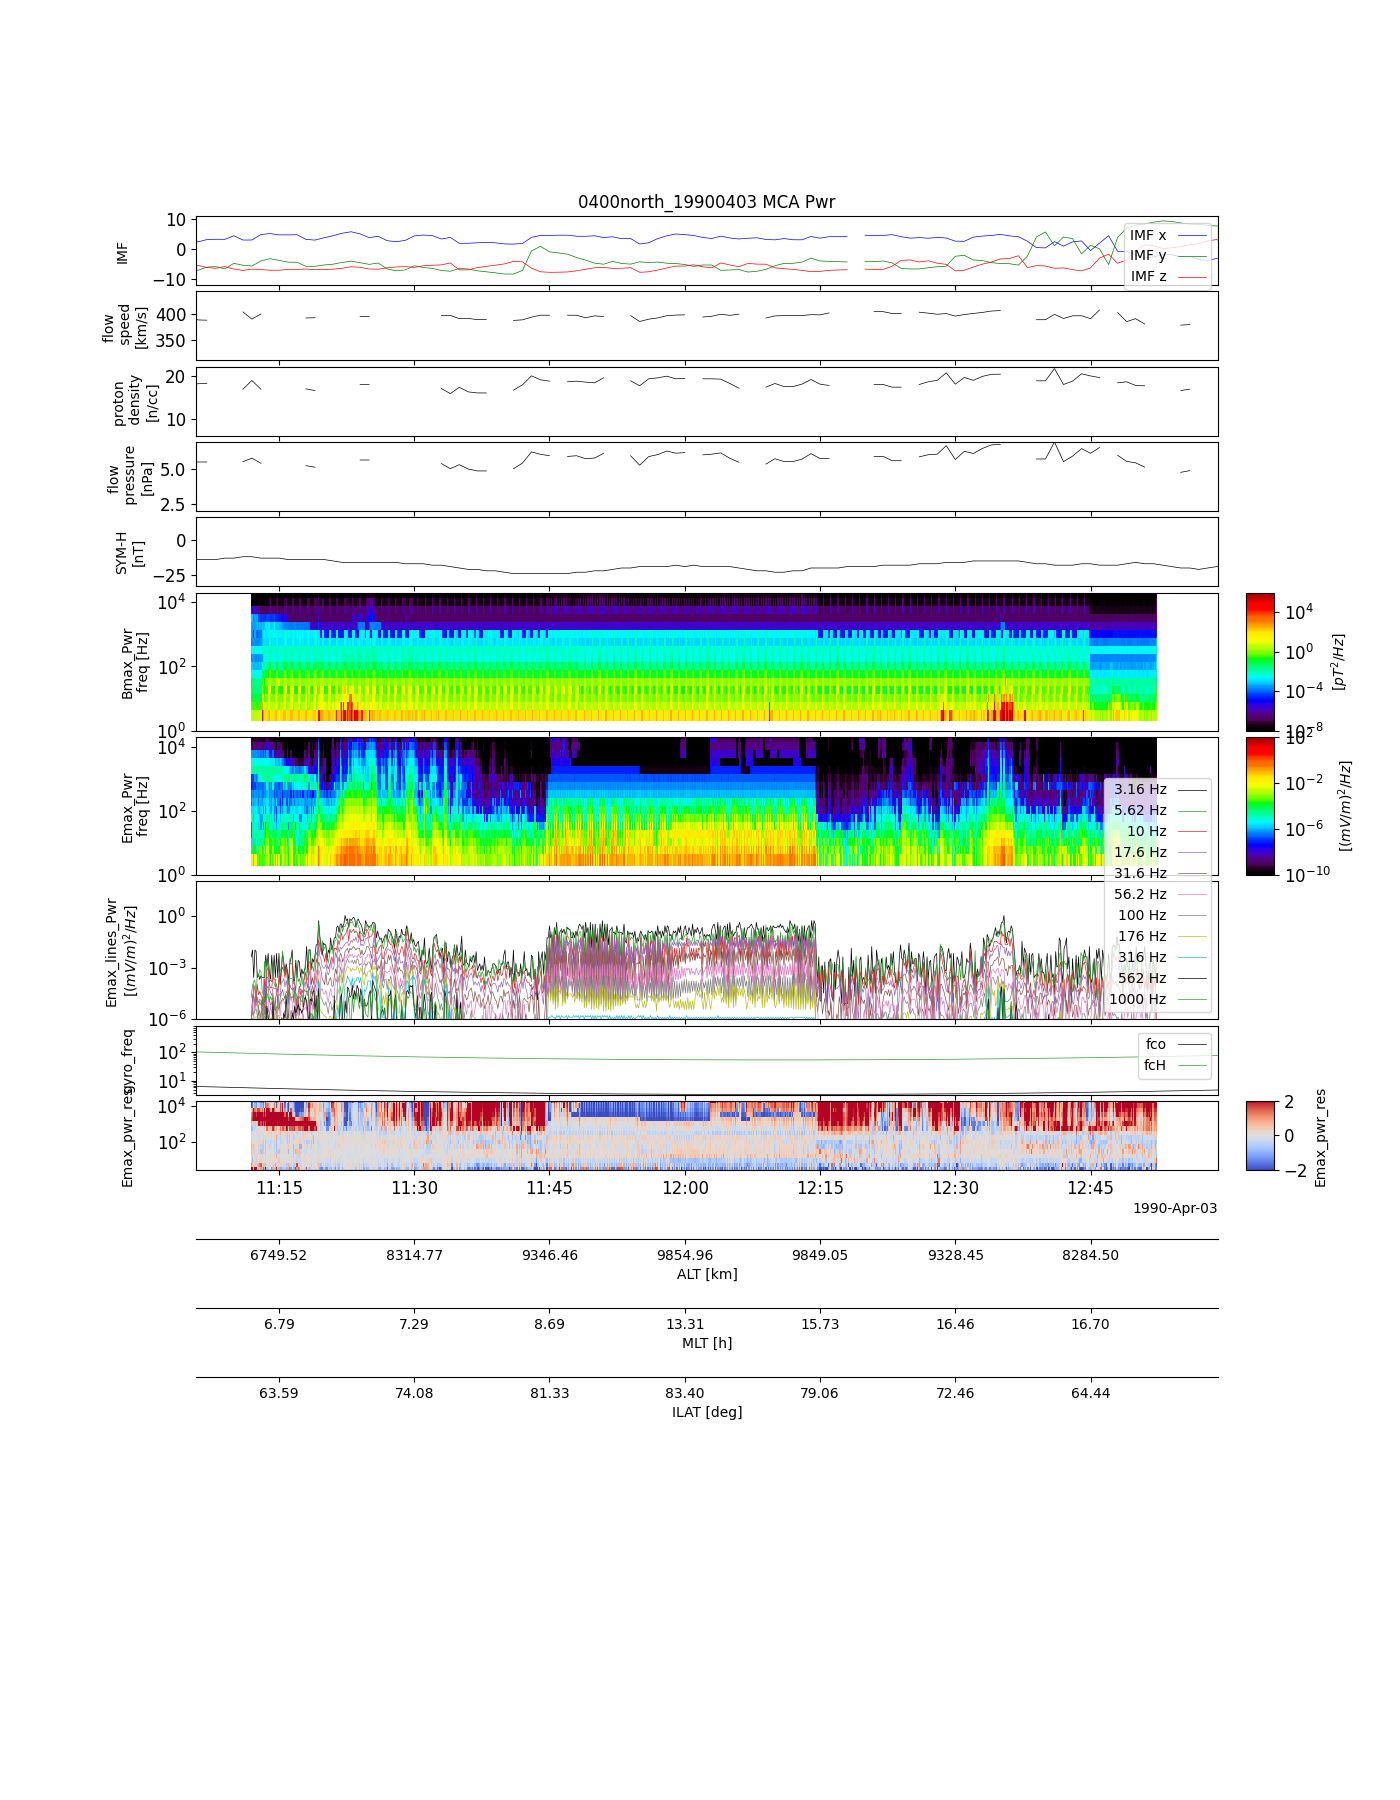 0400north_19900403 MCA Pwr
10
0
−10
IMF
IMF x
IMF y
IMF z
400
350
flow
speed
[km/s]
20
10
proton
density
[n/cc]
5.0
2.5
flow
pressure
[nPa]
0
−25
SYM-H
[nT]
10^4
10^2
10^0
Bmax_Pwr
freq [Hz]
10^4
10^0
10^−4
10^−8
[pT^2/Hz]
10^4
10^2
10^0
Emax_Pwr
freq [Hz]
10^2
10^−2
10^−6
10^−10
[(mV/m)^2/Hz]
3.16 Hz
5.62 Hz
10 Hz
17.6 Hz
31.6 Hz
56.2 Hz
100 Hz
176 Hz
316 Hz
562 Hz
1000 Hz
10^0
10^−3
10^−6
Emax_lines_Pwr
[(mV/m)^2/Hz]
10^2
10^1
gyro_freq
fco
fcH
10^4
10^2
Emax_pwr_res
2
0
−2
Emax_pwr_res
11:15 11:30 11:45 12:00 12:15 12:30 12:45
1990-Apr-03
6749.52 8314.77 9346.46 9854.96 9849.05 9328.45 8284.50
ALT [km]
6.79 7.29 8.69 13.31 15.73 16.46 16.70
MLT [h]
63.59 74.08 81.33 83.40 79.06 72.46 64.44
ILAT [deg]